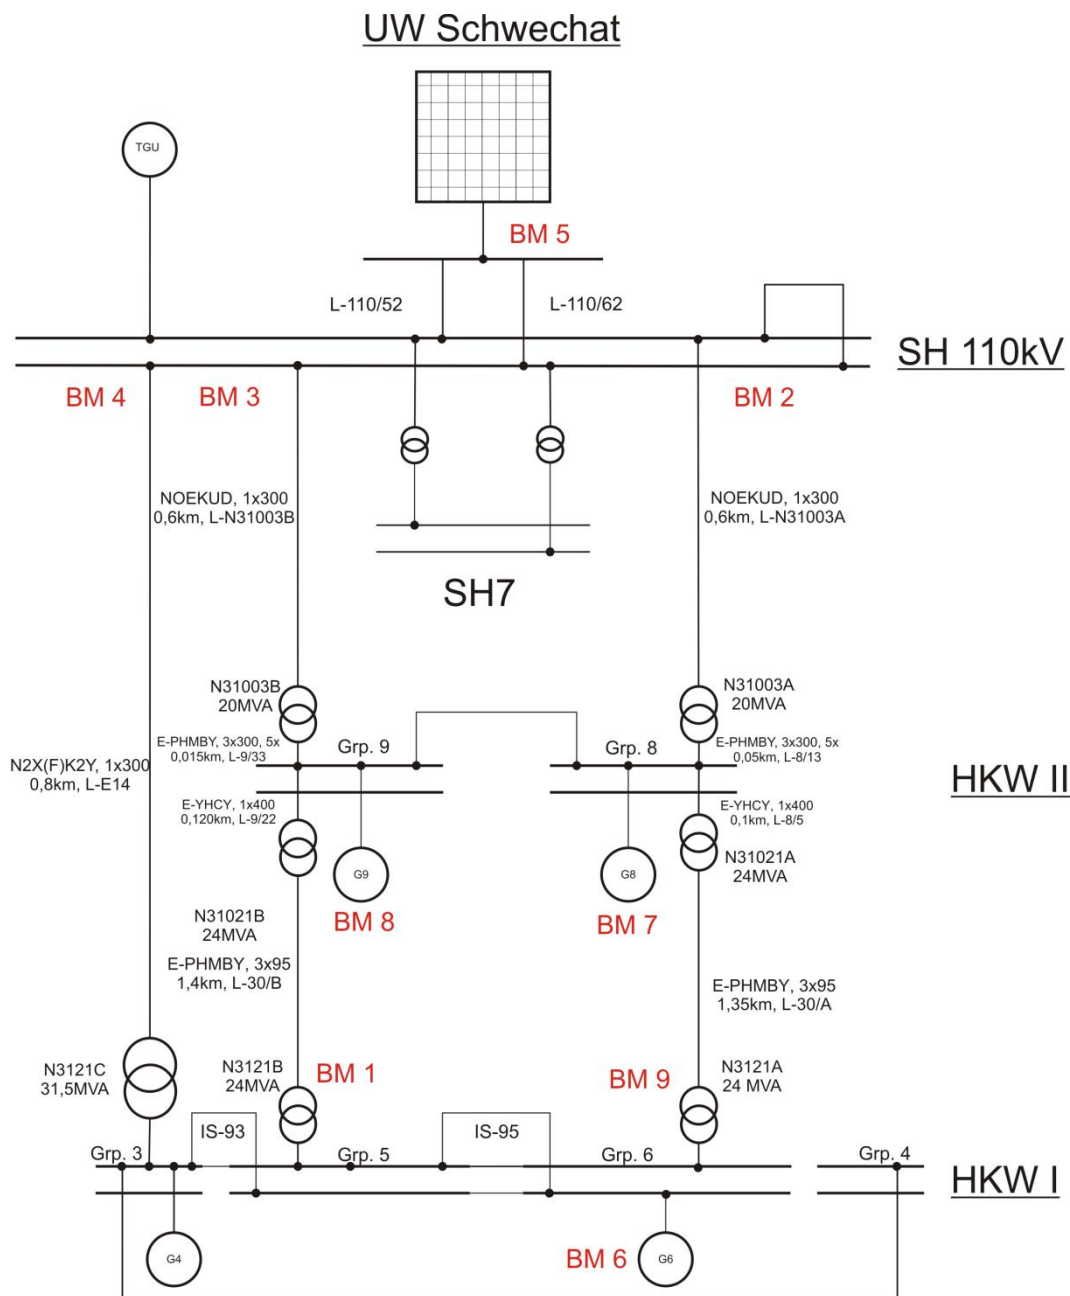 UW Schwechat
TGU
BM 5
L-110/52
L-110/62
SH 110kV
BM 4
BM 3
BM 2
NOEKUD, 1x300
0,6km, L-N31003B
NOEKUD, 1x300
0,6km, L-N31003A
SH7
N31003B
20MVA
N31003A
20MVA
E-PHMBY, 3x300, 5x
0,015km, L-9/33
Grp. 9
Grp. 8
E-PHMBY, 3x300, 5x
0,05km, L-8/13
N2X(F)K2Y, 1x300
0,8km, L-E14
HKW II
E-YHCY, 1x400
0,120km, L-9/22
E-YHCY, 1x400
0,1km, L-8/5
G9
G8
N31021A
24MVA
BM 8
BM 7
N31021B
24MVA
E-PHMBY, 3x95
1,4km, L-30/B
E-PHMBY, 3x95
1,35km, L-30/A
N3121C
31,5MVA
N3121B
24MVA
BM 1
BM 9
N3121A
24 MVA
IS-93
IS-95
Grp. 3
Grp. 5
Grp. 6
Grp. 4
HKW I
G4
BM 6
G6